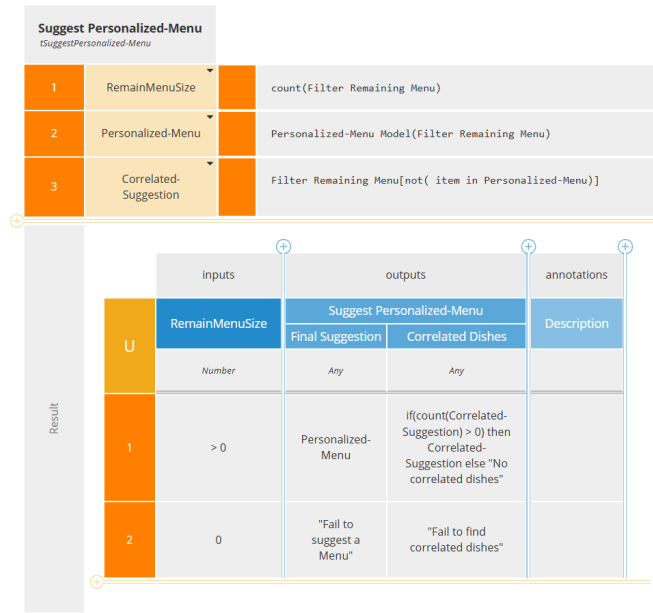 Suggest Personalized-Menu
tSuggestPersonalized-Menu
1
RemainMenuSize
count(Filter Remaining Menu)
2
Personalized-Menu
Personalized-Menu Model(Filter Remaining Menu)
3
Correlated-
Suggestion
Filter Remaining Menu[not( item in Personalized-Menu)]
Result
inputs
outputs
annotations
U
RemainMenuSize
Suggest Personalized-Menu
Final Suggestion
Correlated Dishes
Description
Number
Any
Any
1
> 0
Personalized-
Menu
if(count(Correlated-
Suggestion) > 0) then
Correlated-
Suggestion else "No
correlated dishes"
2
0
"Fail to
suggest a
Menu"
"Fail to find
correlated dishes"